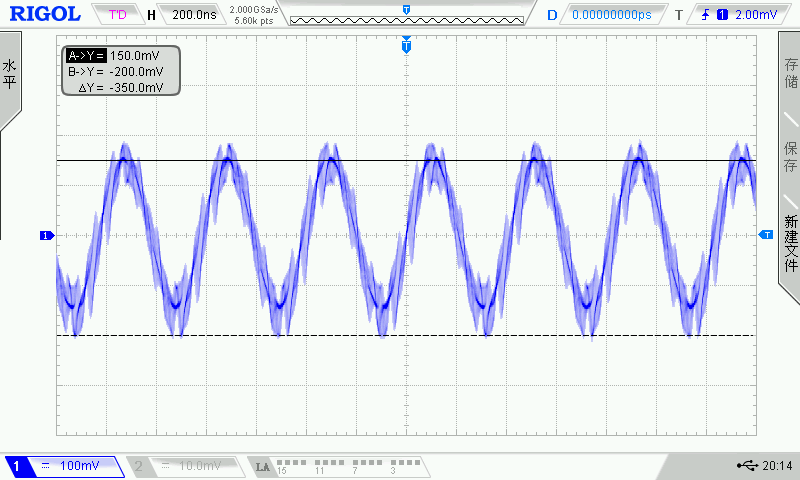 RIGOL T'D H 200.0ns 2.000GSa/s D 0.00000000ps T 1 2.00mV
5.60k pts
T
T
A->Y= 150.0mV
B->Y= -200.0mV
ΔY= -350.0mV
水平
存储
保存
新建文件
1
T
1 100mV 2 10.0mV LA 15 11 7 3 20:14